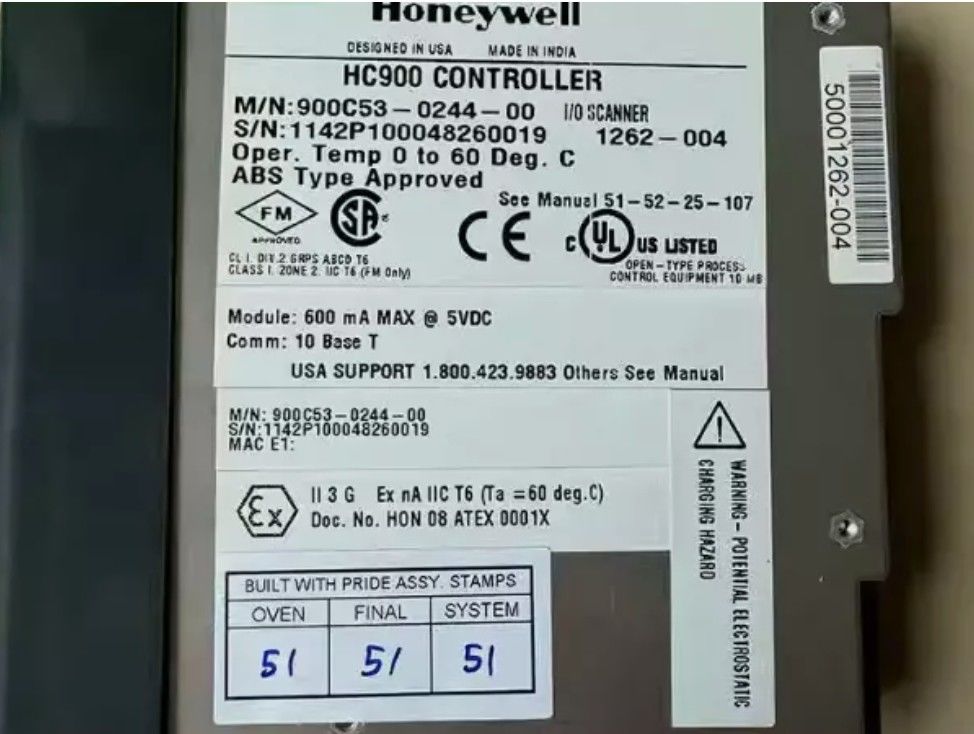 Honeywell
DESIGNED IN USA MADE IN INDIA
HC900 CONTROLLER
M/N:900C53-0244-00 I/O SCANNER
S/N:1142P100048260019 1262-004
Oper. Temp 0 to 60 Deg. C
ABS Type Approved
See Manual 51-52-25-107
FM
APPROVED
SA
CE
c UL US LISTED
CL I. DIV.2 GRPS ABCD T6
CLASS I. ZONE 2. IIC T6 (FM Only)
OPEN-TYPE PROCESS
CONTROL EQUIPMENT 10 MB
Module: 600 mA MAX @ 5VDC
Comm: 10 Base T
USA SUPPORT 1.800.423.9883 Others See Manual
M/N: 900C53-0244-00
S/N:1142P100048260019
MAC E1:
Ex
II 3 G Ex nA IIC T6 (Ta =60 deg.C)
Doc. No. HON 08 ATEX 0001X
WARNING - POTENTIAL ELECTROSTATIC
CHARGING HAZARD
BUILT WITH PRIDE ASSY. STAMPS
OVEN FINAL SYSTEM
51 51 51
50001262-004